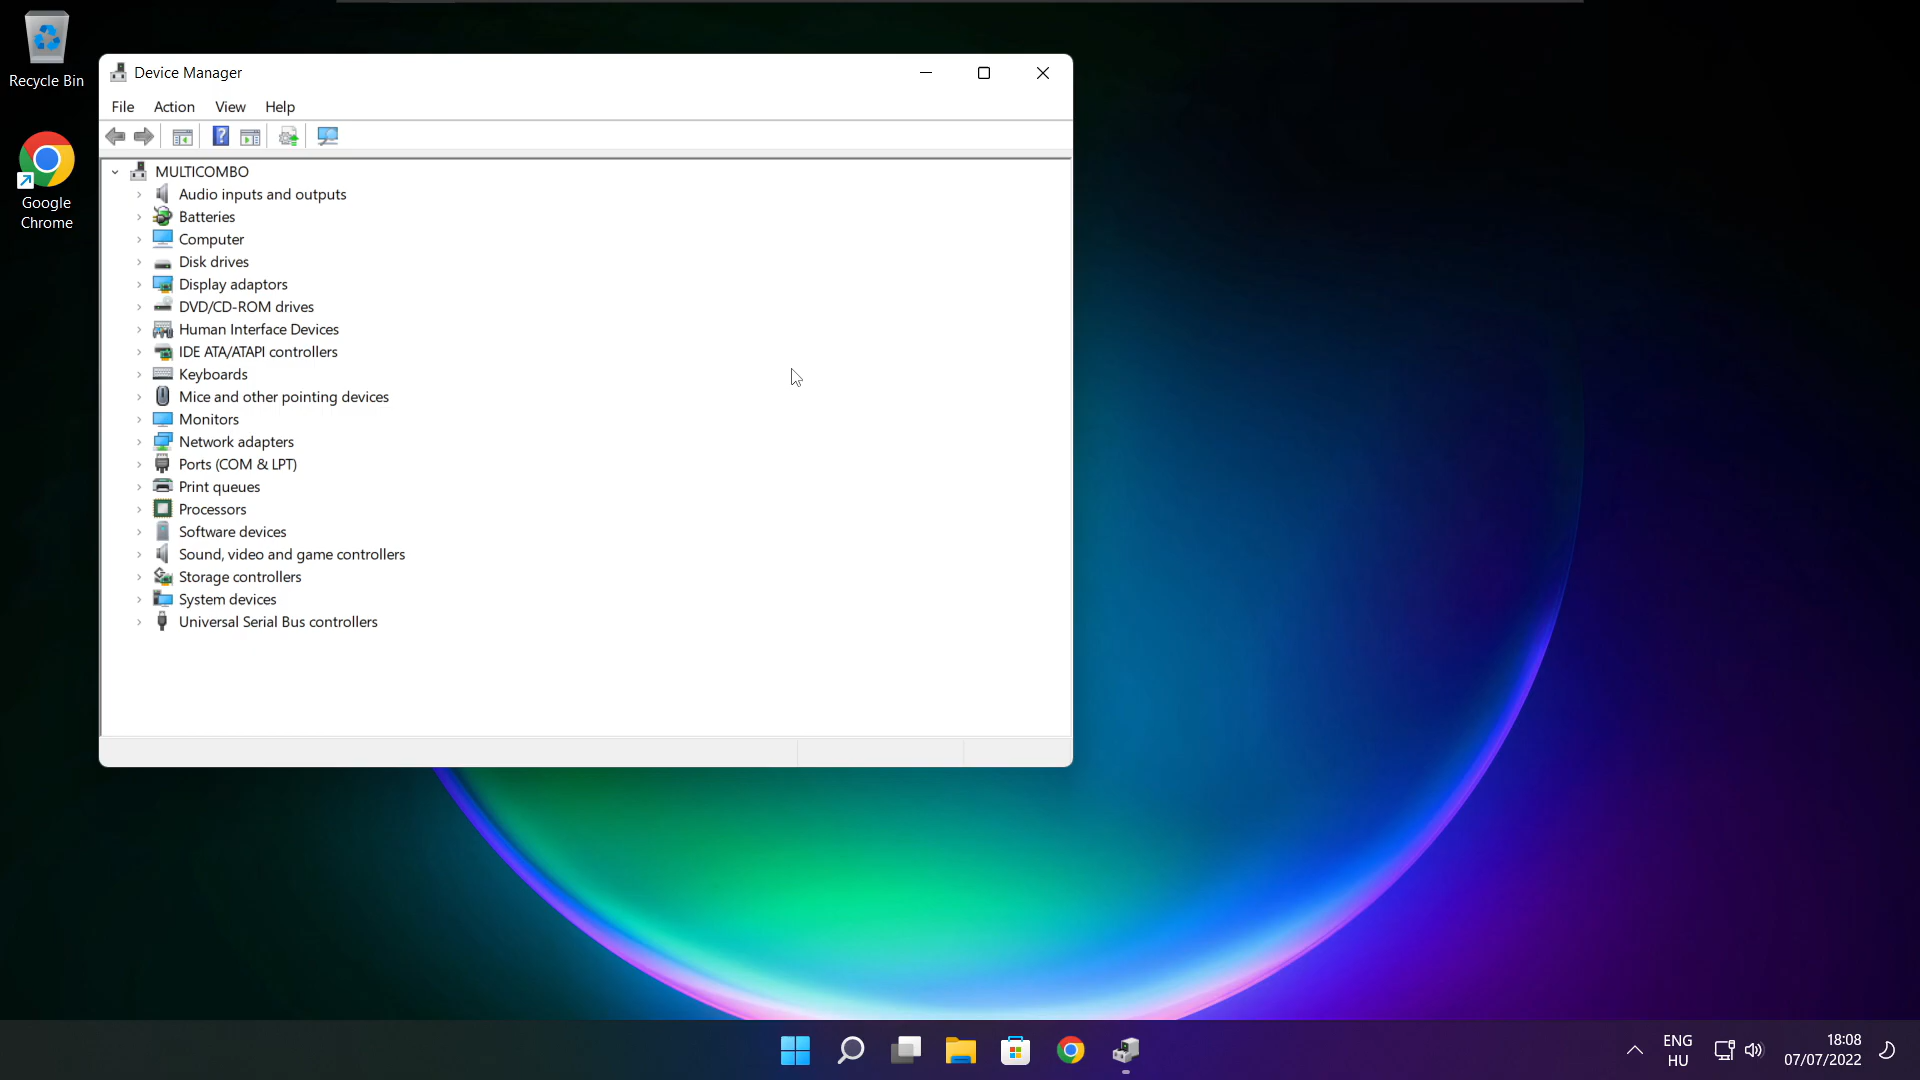 Recycle Bin
Google
Chrome
Device Manager
File Action View Help
MULTICOMBO
Audio inputs and outputs
Batteries
Computer
Disk drives
Display adaptors
DVD/CD-ROM drives
Human Interface Devices
IDE ATA/ATAPI controllers
Keyboards
Mice and other pointing devices
Monitors
Network adapters
Ports (COM & LPT)
Print queues
Processors
Software devices
Sound, video and game controllers
Storage controllers
System devices
Universal Serial Bus controllers
ENG
HU
18:08
07/07/2022